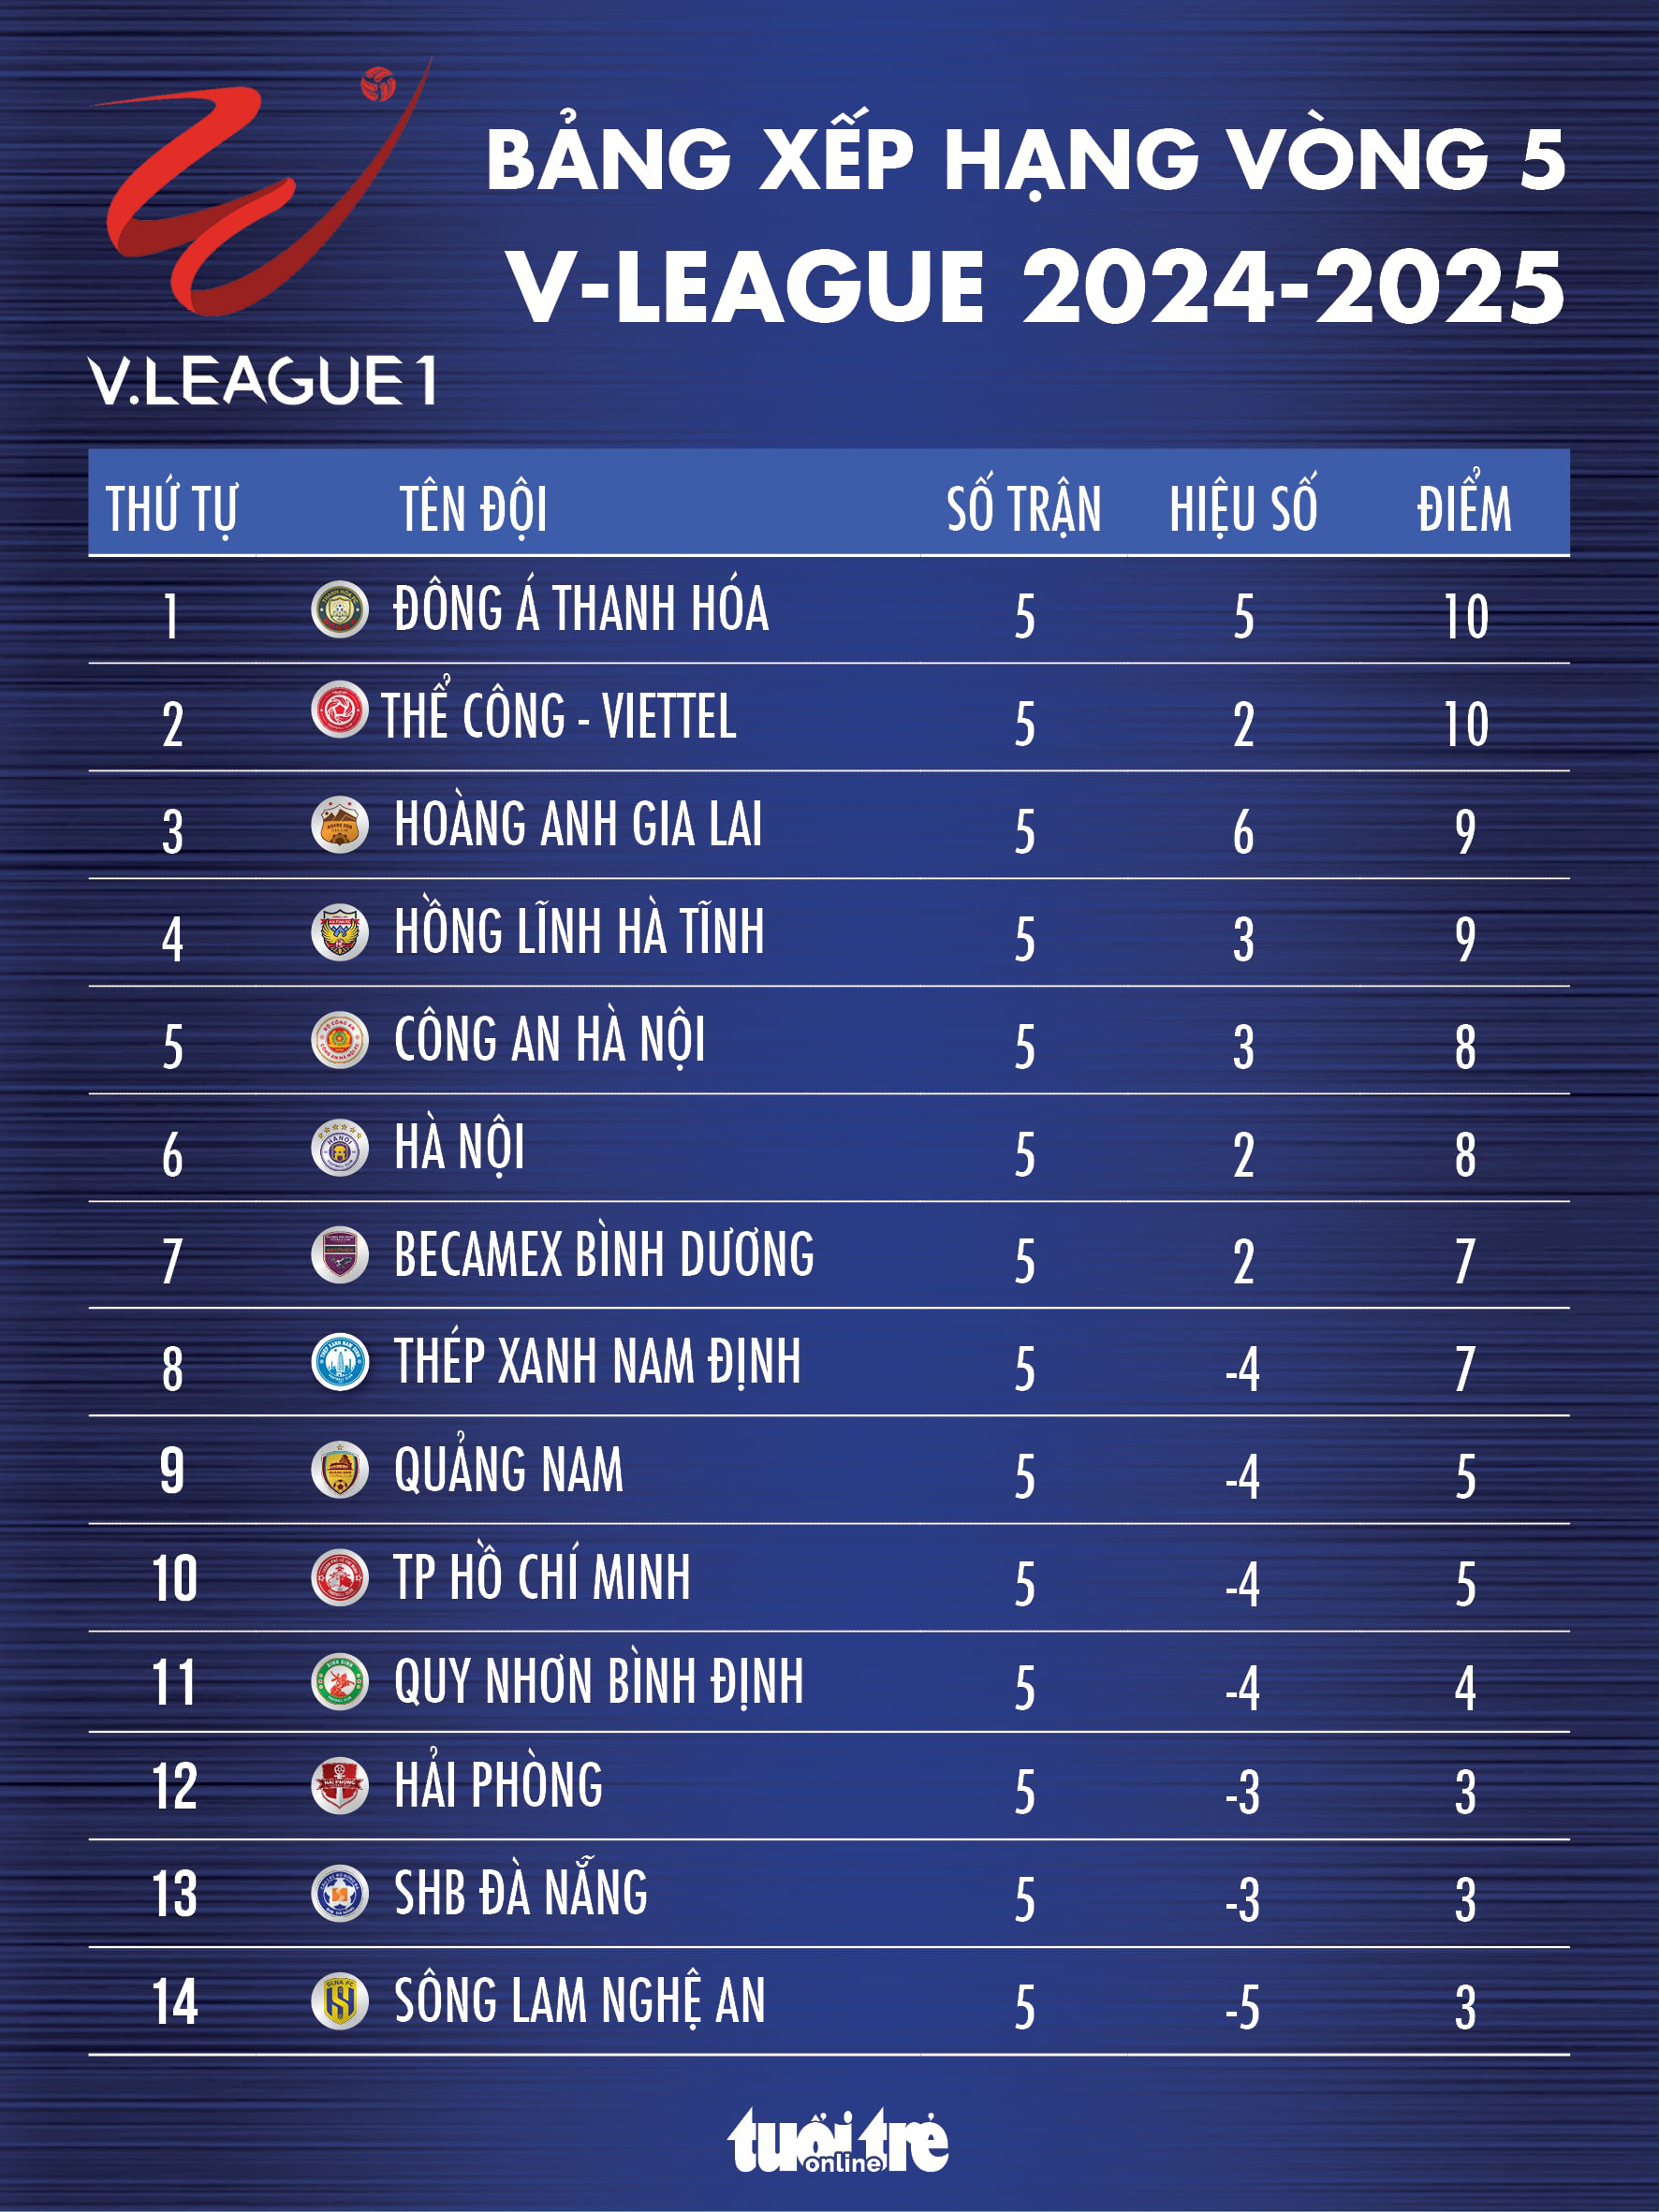 BẢNG XẾP HẠNG VÒNG 5
V-LEAGUE 2024-2025
V.LEAGUE 1
THỨ TỰ TÊN ĐỘI SỐ TRẬN HIỆU SỐ ĐIỂM
1 ĐÔNG Á THANH HÓA 5 5 10
2 THỂ CÔNG - VIETTEL 5 2 10
3 HOÀNG ANH GIA LAI 5 6 9
4 HỒNG LĨNH HÀ TĨNH 5 3 9
5 CÔNG AN HÀ NỘI 5 3 8
6 HÀ NỘI 5 2 8
7 BECAMEX BÌNH DƯƠNG 5 2 7
8 THÉP XANH NAM ĐỊNH 5 -4 7
9 QUẢNG NAM 5 -4 5
10 TP HỒ CHÍ MINH 5 -4 5
11 QUY NHƠN BÌNH ĐỊNH 5 -4 4
12 HẢI PHÒNG 5 -3 3
13 SHB ĐÀ NẴNG 5 -3 3
14 SÔNG LAM NGHỆ AN 5 -5 3
tuổi trẻ
online